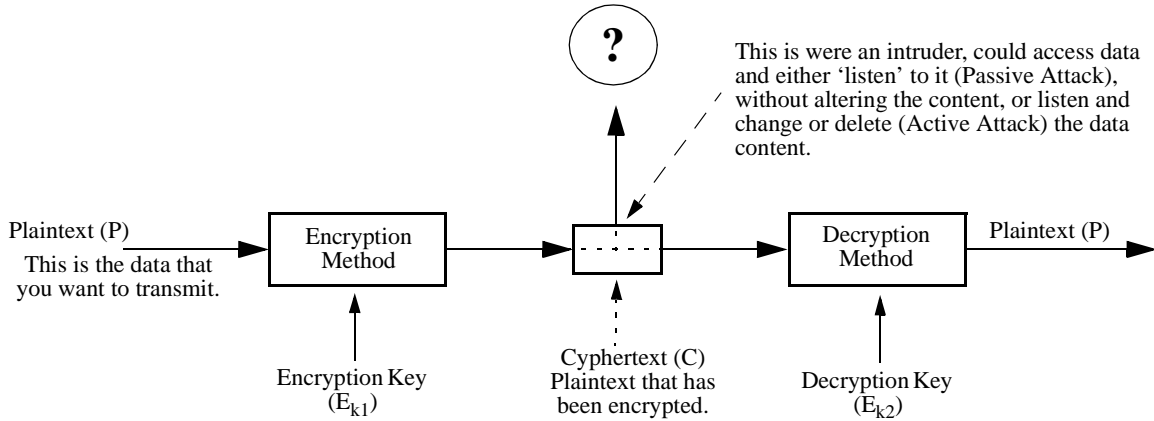 ?
This is were an intruder, could access data
and either ‘listen’ to it (Passive Attack),
without altering the content, or listen and
change or delete (Active Attack) the data
content.
Plaintext (P)
This is the data that
you want to transmit.
Encryption
Method
Decryption
Method
Plaintext (P)
Encryption Key
(Ek1)
Cyphertext (C)
Plaintext that has
been encrypted.
Decryption Key
(Ek2)